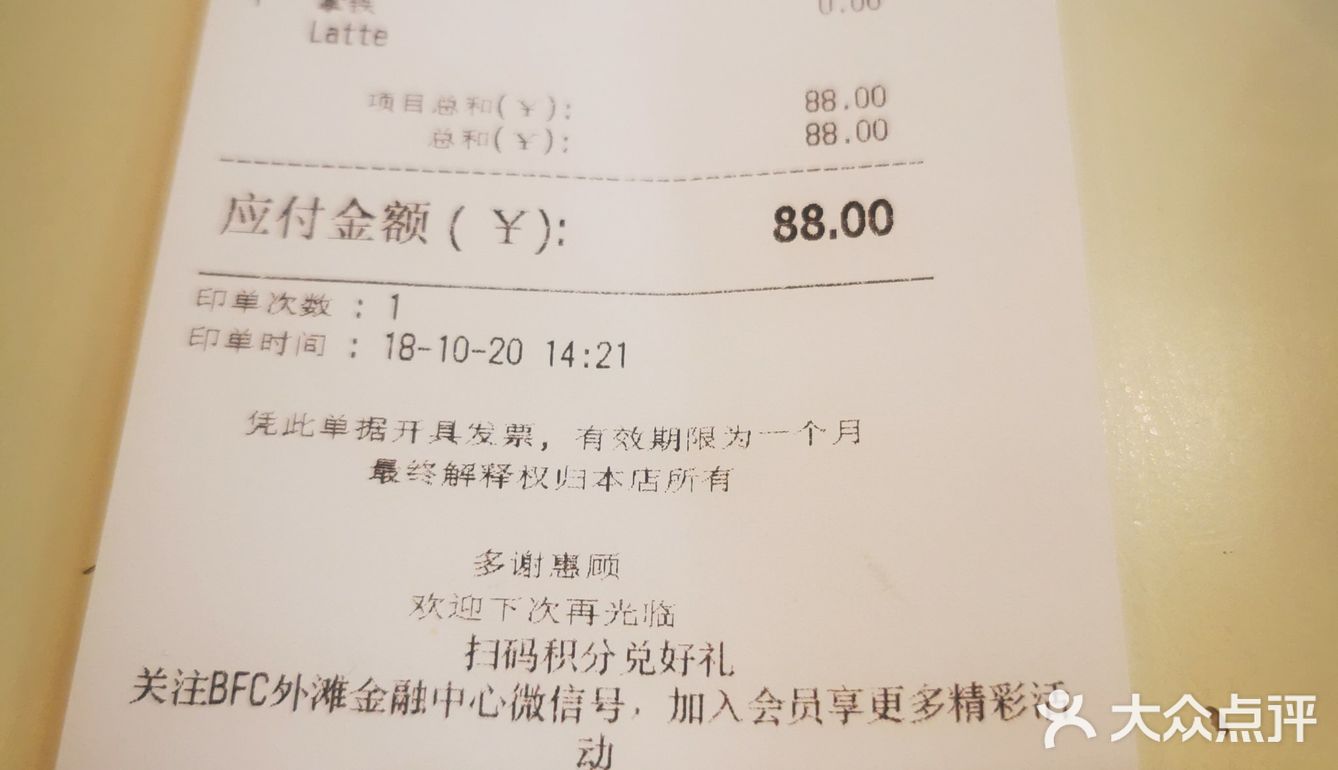 拿铁 0.00
Latte
项目总和(￥): 88.00
总和(￥): 88.00
应付金额(￥): 88.00
印单次数 : 1
印单时间 : 18-10-20 14:21
凭此单据开具发票，有效期限为一个月
最终解释权归本店所有
多谢惠顾
欢迎下次再光临
扫码积分兑好礼
关注BFC外滩金融中心微信号，加入会员享更多精彩活
动
大众点评